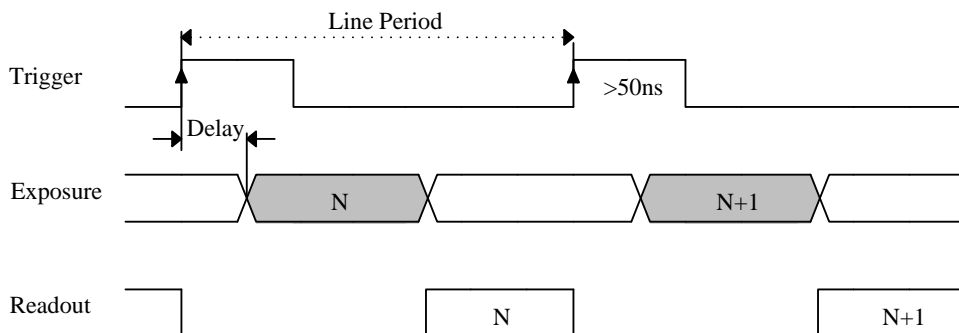 Line Period
Trigger
>50ns
Delay
Exposure
N
N+1
Readout
N
N+1